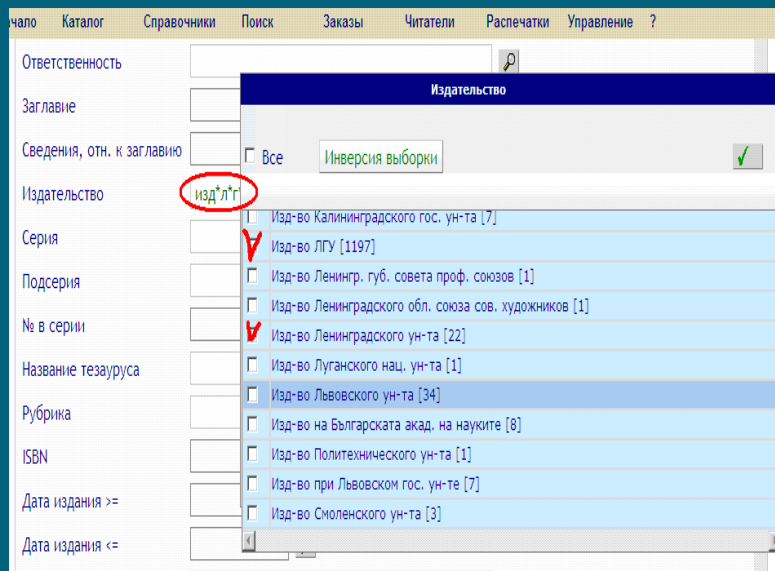 чало Каталог Справочники Поиск Заказы Читатели Распечатки Управление ?
Ответственность
Издательство
Заглавие
Сведения, отн. к заглавию
Все Инверсия выборки
Издательство изд*л*г*
Изд-во Калининградского гос. ун-та [7]
Серия
Изд-во ЛГУ [1197]
Подсерия
Изд-во Ленингр. губ. совета проф. союзов [1]
Изд-во Ленинградского обл. союза сов. художников [1]
№ в серии
Изд-во Ленинградского ун-та [22]
Название тезауруса
Изд-во Луганского нац. ун-та [1]
Изд-во Львовского ун-та [34]
Рубрика
Изд-во на Българската акад. на науките [8]
ISBN
Изд-во Политехнического ун-та [1]
Изд-во при Львовском гос. ун-те [7]
Дата издания >=
Изд-во Смоленского ун-та [3]
Дата издания <=